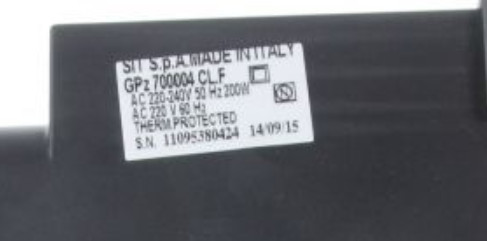 SIT S.p.A. MADE IN ITALY
GPz 700004 CL.F
AC 220-240V 50 Hz 200W
AC 220 V 60 Hz
THERM.PROTECTED
S.N. 11095380424 14/09/15